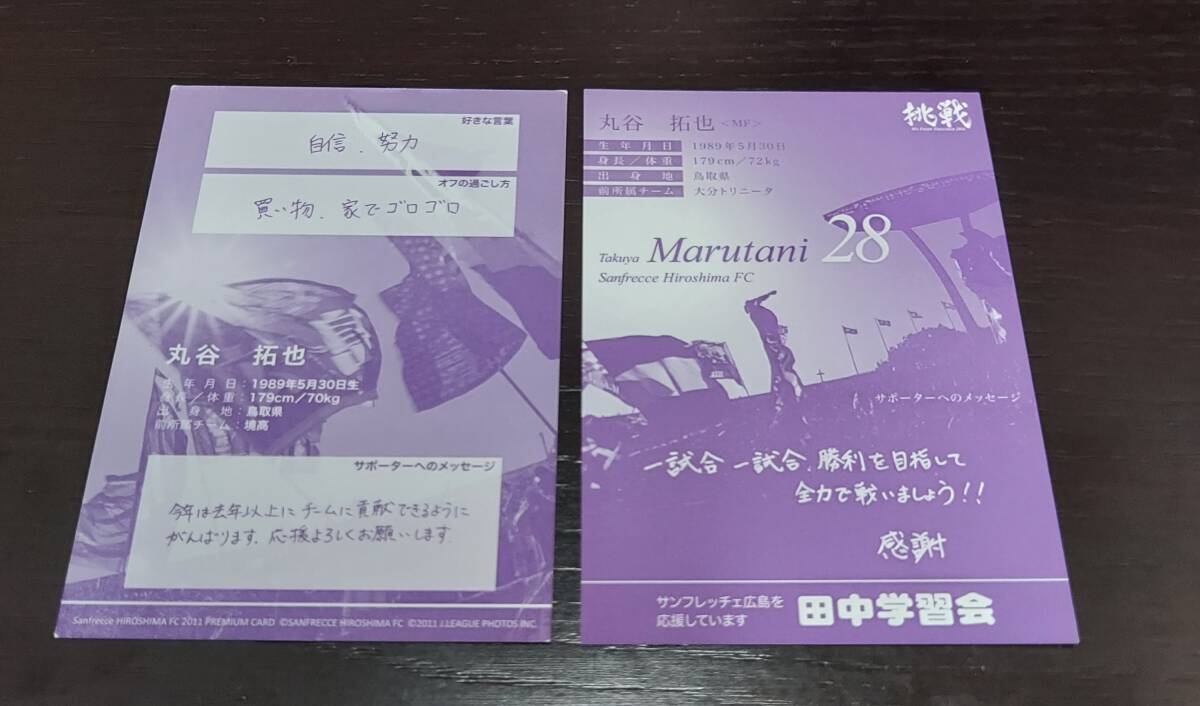 好きな言葉
自信、努力
オフの過ごし方
買い物、家でゴロゴロ
丸谷 拓也
生年月日：1989年5月30日生
身長／体重：179cm／70kg
出身地：鳥取県
前所属チーム：境高
サポーターへのメッセージ
今年は去年以上にチームに貢献できるように
がんばります。応援よろしくお願いします。
Sanfrecce HIROSHIMA FC 2011 PREMIUM CARD ©SANFRECCE HIROSHIMA FC ©2011 J.LEAGUE PHOTOS INC.
挑戦
丸谷 拓也 <MF>
生年月日 1989年5月30日
身長／体重 179cm／72kg
出身地 鳥取県
前所属チーム 大分トリニータ
Takuya Marutani 28
Sanfrecce Hiroshima FC
サポーターへのメッセージ
一試合一試合、勝利を目指して
全力で戦いましょう!!
感謝
サンフレッチェ広島を
応援しています
田中学習会